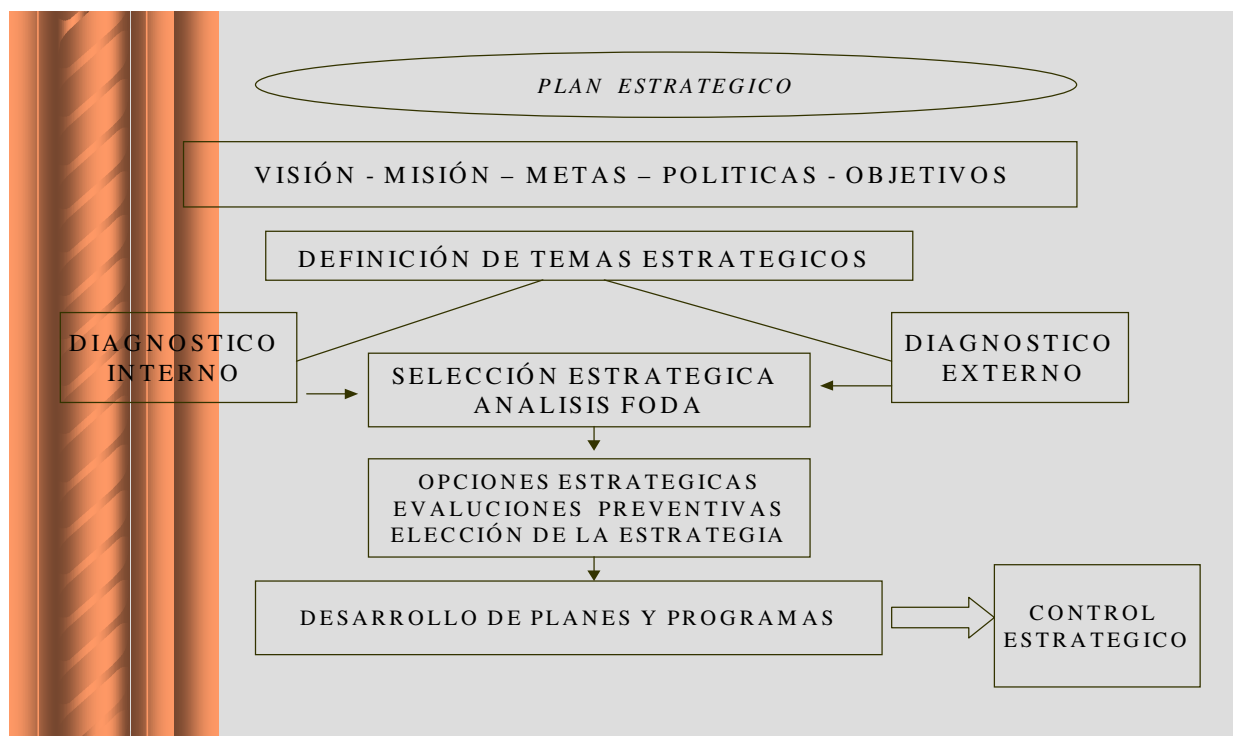 PLAN ESTRATEGICO
VISIÓN - MISIÓN – METAS – POLITICAS - OBJETIVOS
DEFINICIÓN DE TEMAS ESTRATEGICOS
DIAGNOSTICO
INTERNO
DIAGNOSTICO
EXTERNO
SELECCIÓN ESTRATEGICA
ANALISIS FODA
OPCIONES ESTRATEGICAS
EVALUCIONES PREVENTIVAS
ELECCIÓN DE LA ESTRATEGIA
DESARROLLO DE PLANES Y PROGRAMAS
CONTROL
ESTRATEGICO